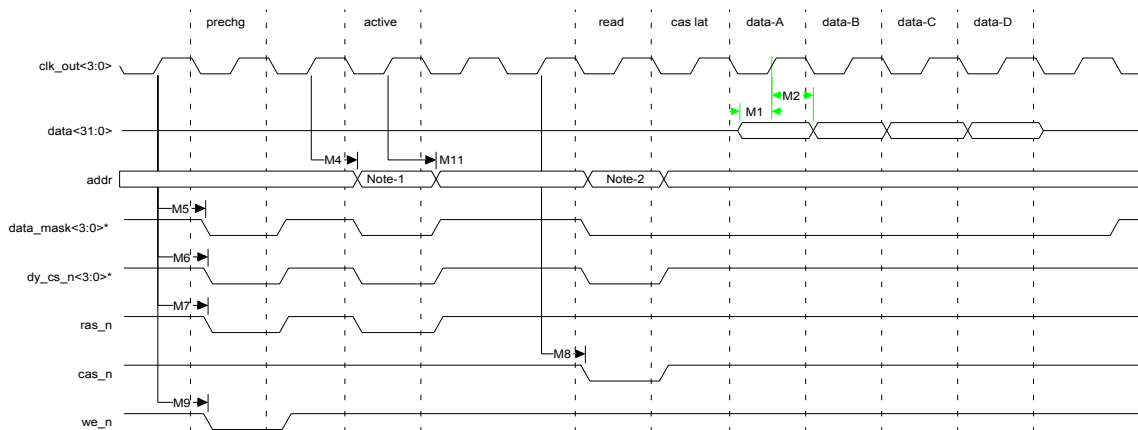 prechg active read cas lat data-A data-B data-C data-D
clk_out<3:0>
M2
M1
data<31:0>
M4 M11
addr Note-1 Note-2
M5
data_mask<3:0>*
M6
dy_cs_n<3:0>*
M7
ras_n
M8
cas_n
M9
we_n